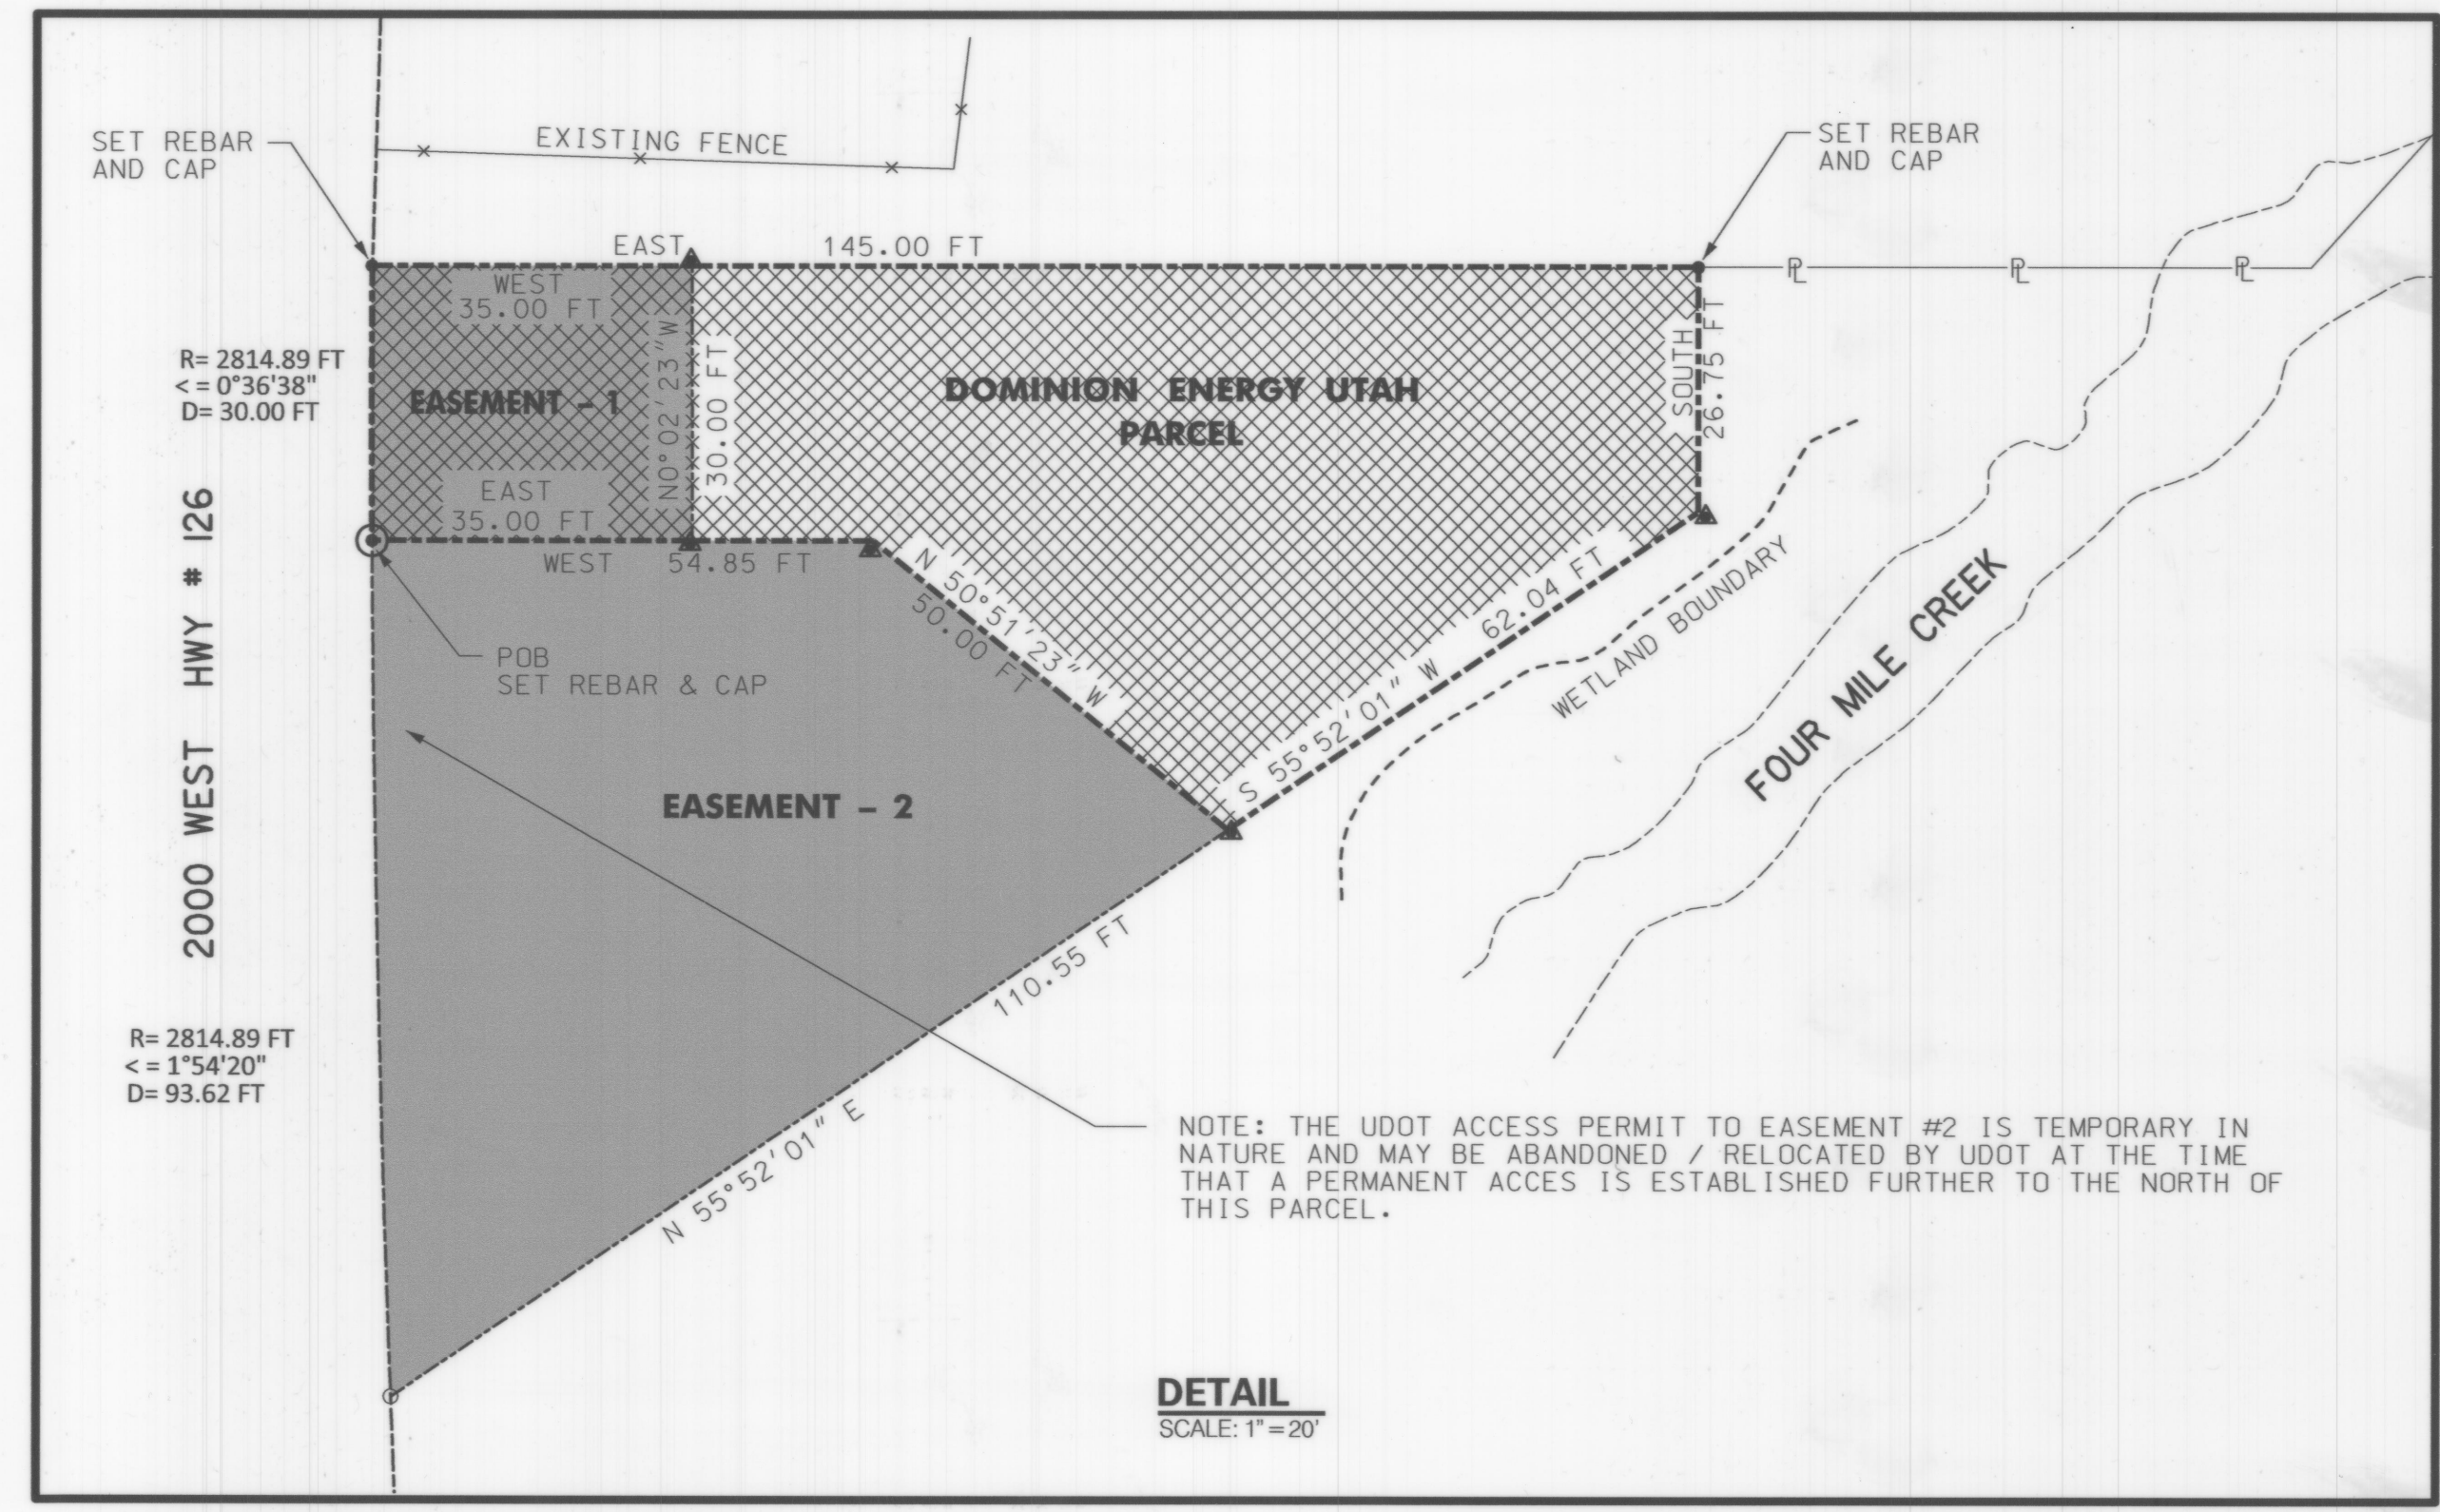 SET REBAR
AND CAP
EXISTING FENCE
SET REBAR
AND CAP
EAST
145.00 FT
WEST
35.00 FT
R= 2814.89 FT
< = 0°36'38"
D= 30.00 FT
EASEMENT - 1
N0°02'23"W
30.00 FT
DOMINION ENERGY UTAH
PARCEL
SOUTH
26.75 FT
PL
PL
PL
EAST
35.00 FT
WEST 54.85 FT
N 50°51'23" W
50.00 FT
S 55°52'01" W
62.04 FT
WETLAND BOUNDARY
FOUR MILE CREEK
POB
SET REBAR & CAP
2000 WEST HWY # 126
EASEMENT - 2
110.55 FT
N 55°52'01" E
R= 2814.89 FT
< = 1°54'20"
D= 93.62 FT
NOTE: THE UDOT ACCESS PERMIT TO EASEMENT #2 IS TEMPORARY IN
NATURE AND MAY BE ABANDONED / RELOCATED BY UDOT AT THE TIME
THAT A PERMANENT ACCES IS ESTABLISHED FURTHER TO THE NORTH OF
THIS PARCEL.
DETAIL
SCALE: 1" = 20'